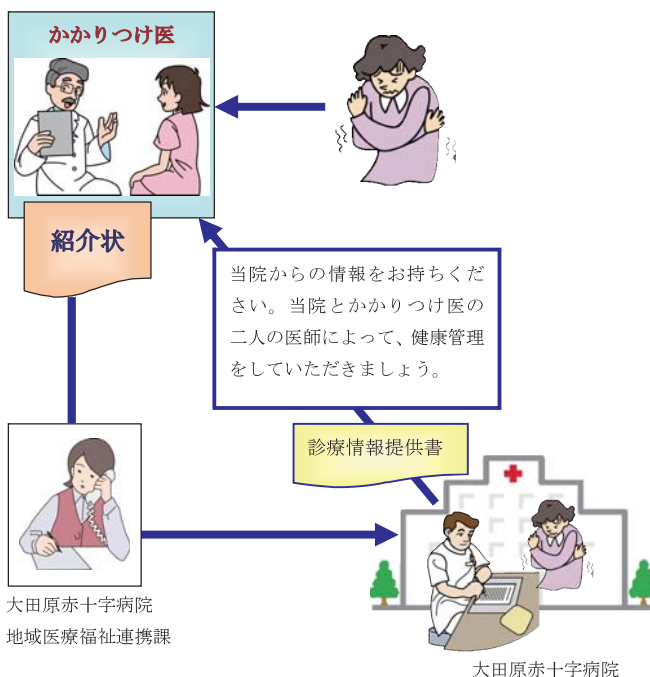 かかりつけ医
紹介状
当院からの情報をお持ちくだ
さい。当院とかかりつけ医の
二人の医師によって、健康管理
をしていただきましょう。
診療情報提供書
大田原赤十字病院
地域医療福祉連携課
大田原赤十字病院